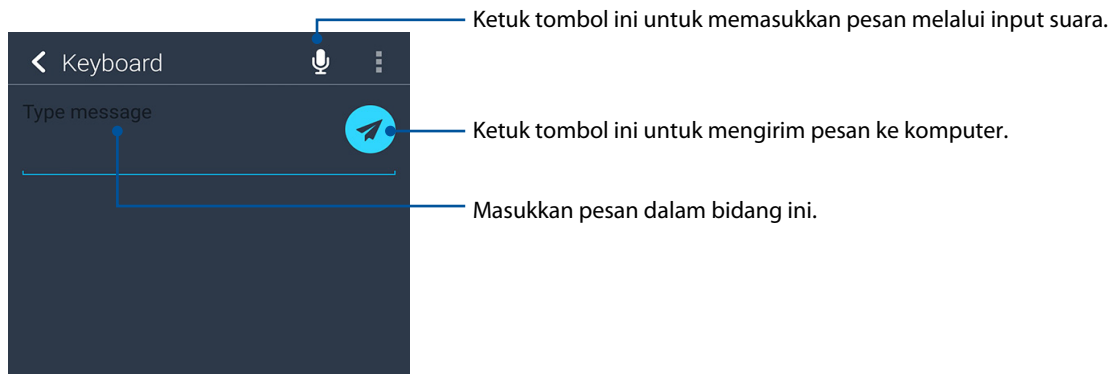 Ketuk tombol ini untuk memasukkan pesan melalui input suara.
Keyboard
Type message
Ketuk tombol ini untuk mengirim pesan ke komputer.
Masukkan pesan dalam bidang ini.